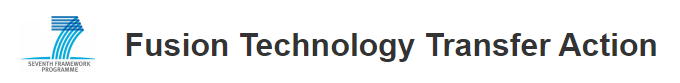 Fusion Technology Transfer Action
SEVENTH FRAMEWORK
PROGRAMME